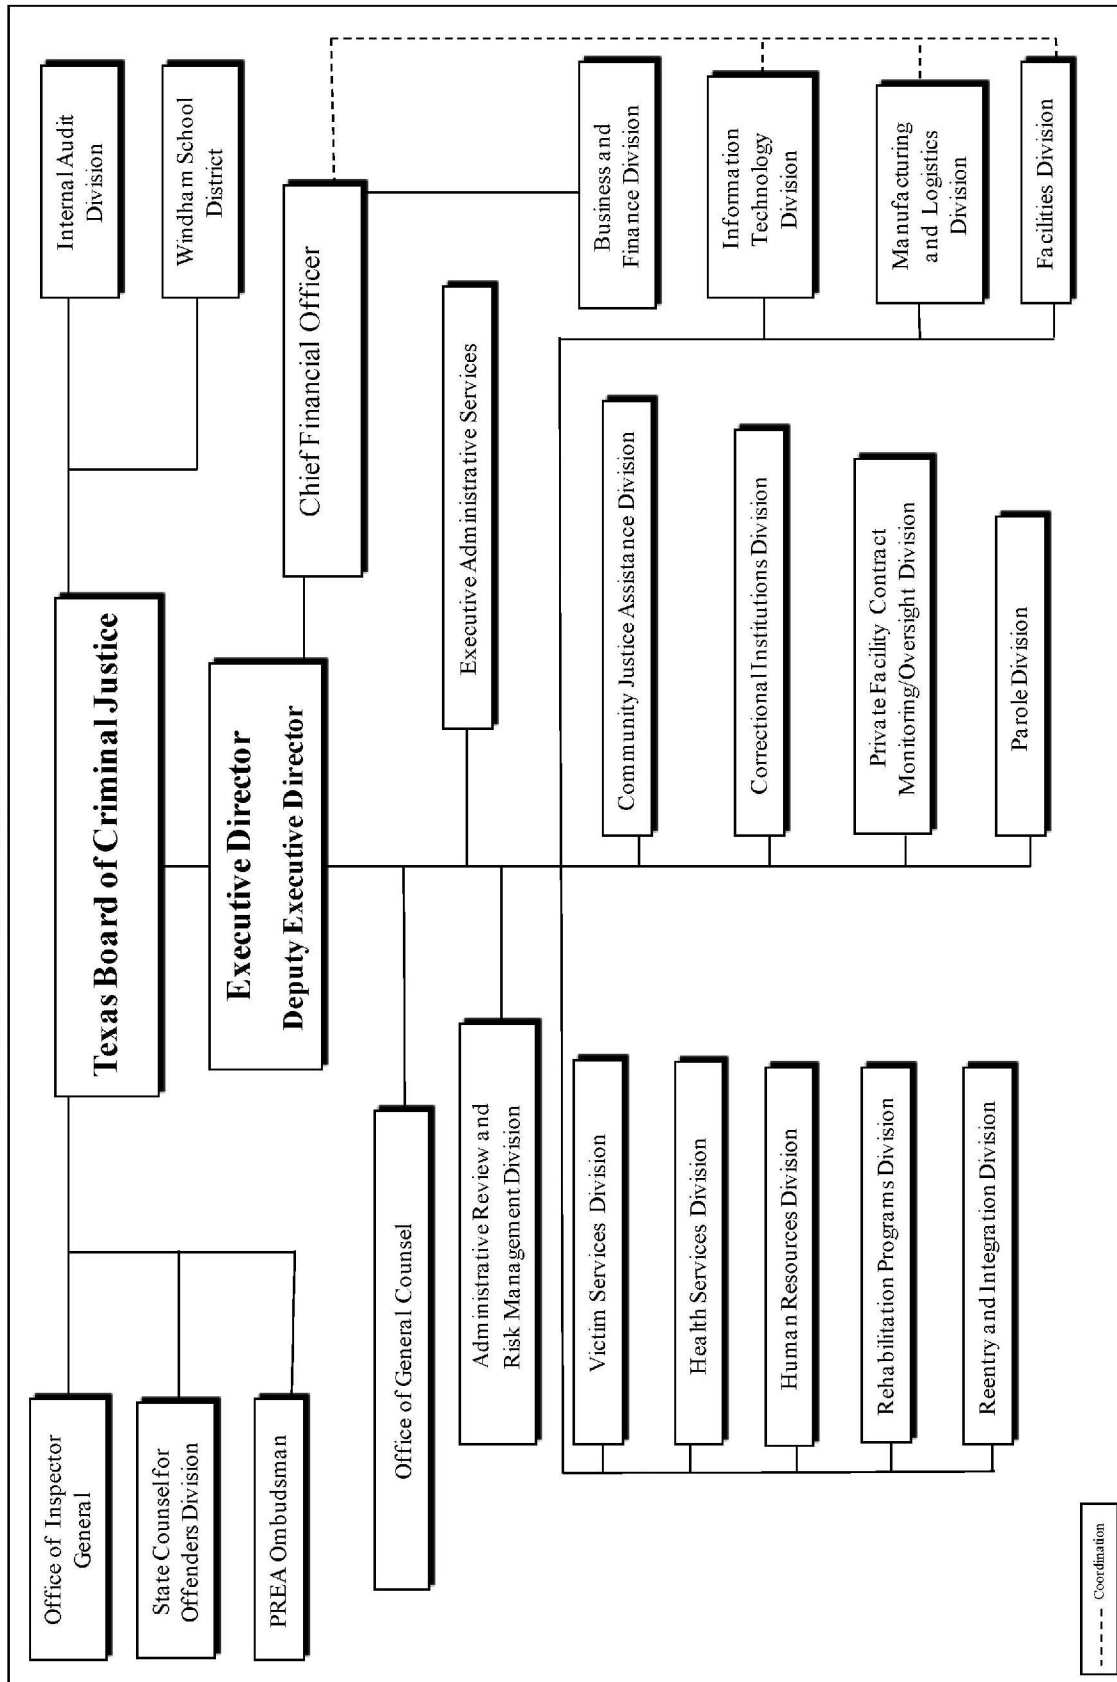 Texas Board of Criminal Justice
Office of Inspector
General
State Counsel for
Offenders Division
PREA Ombudsman
Internal Audit
Division
Windham School
District
Executive Director
Deputy Executive Director
Chief Financial Officer
Office of General Counsel
Executive Administrative Services
Administrative Review and
Risk Management Division
Victim Services Division
Health Services Division
Human Resources Division
Rehabilitation Programs Division
Reentry and Integration Division
Community Justice Assistance Division
Correctional Institutions Division
Private Facility Contract
Monitoring/Oversight Division
Parole Division
Business and
Finance Division
Information
Technology
Division
Manufacturing
and Logistics
Division
Facilities Division
Coordination